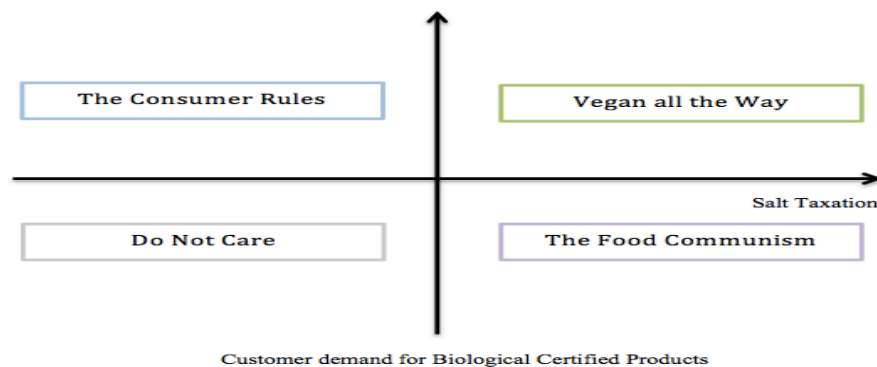 The Consumer Rules
Vegan all the Way
Salt Taxation
Do Not Care
The Food Communism
Customer demand for Biological Certified Products